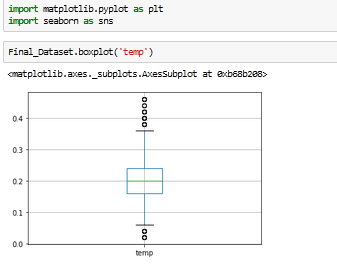 import matplotlib.pyplot as plt
import seaborn as sns
Final_Dataset.boxplot('temp')
<matplotlib.axes._subplots.AxesSubplot at 0xb68b208>
0.4
0.3
0.2
0.1
0.0
temp